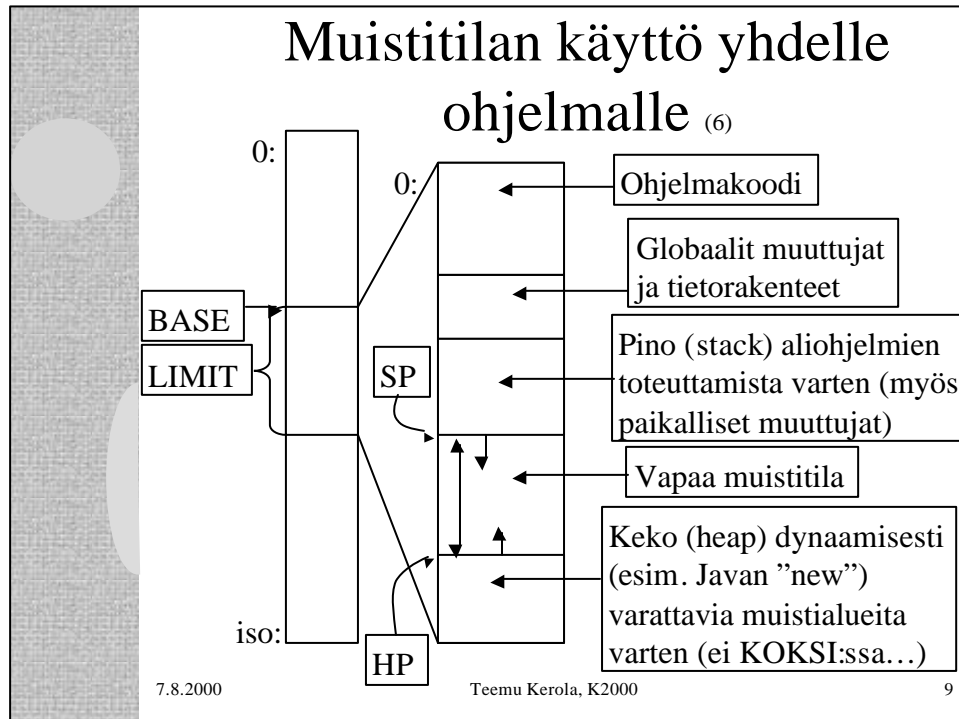 Muistitilan käyttö yhdelle
ohjelmalle (6)
0:
0:
BASE
LIMIT
SP
HP
iso:
Ohjelmakoodi
Globaalit muuttujat
ja tietorakenteet
Pino (stack) aliohjelmien
toteuttamista varten (myös
paikalliset muuttujat)
Vapaa muistitila
Keko (heap) dynaamisesti
(esim. Javan ”new”)
varattavia muistialueita
varten (ei KOKSI:ssa…)
7.8.2000
Teemu Kerola, K2000
9